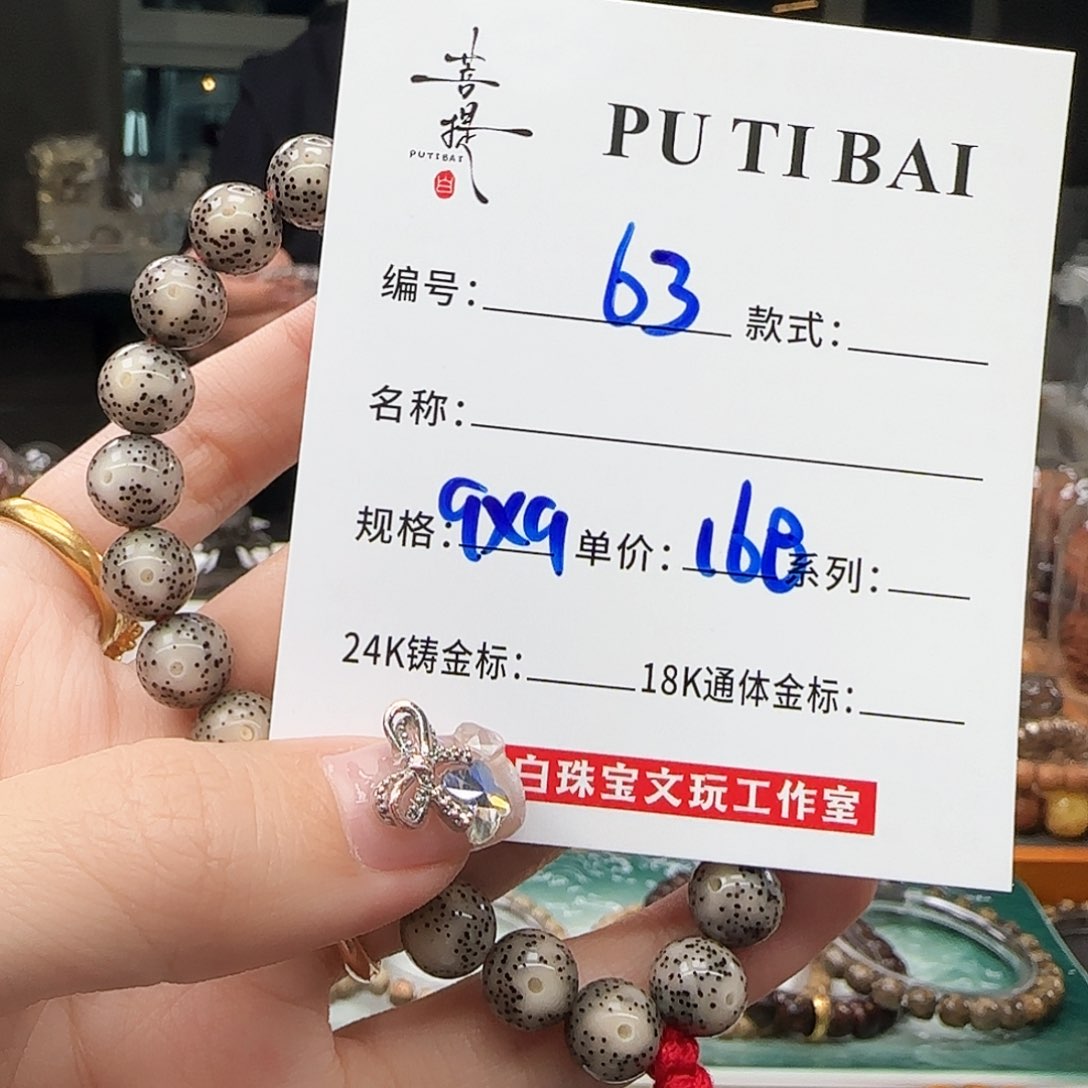 菩提
PUTIBAI
白
PU TI BAI
编号: 63 款式:
名称:
规格: 9x9 单价: 168 系列:
24K铸金标: 18K通体金标:
白珠宝文玩工作室